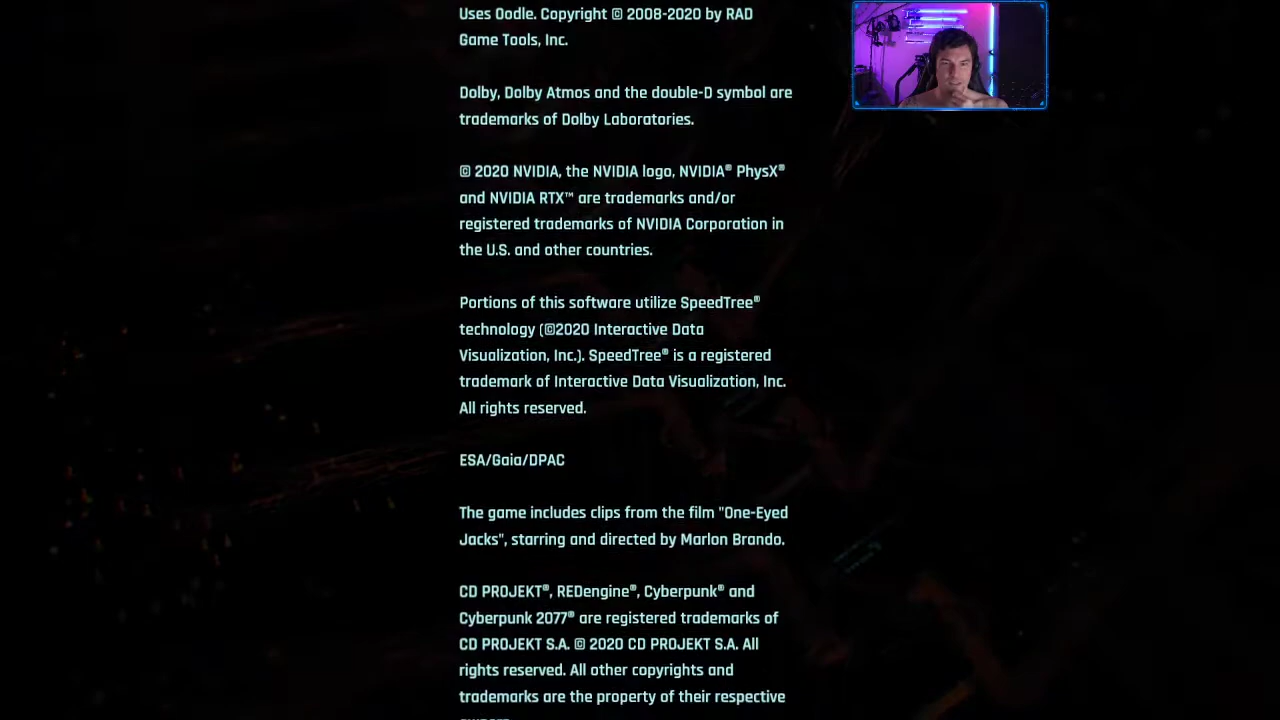 Uses Oodle. Copyright © 2008-2020 by RAD
Game Tools, Inc.
Dolby, Dolby Atmos and the double-D symbol are
trademarks of Dolby Laboratories.
© 2020 NVIDIA, the NVIDIA logo, NVIDIA® PhysX®
and NVIDIA RTX™ are trademarks and/or
registered trademarks of NVIDIA Corporation in
the U.S. and other countries.
Portions of this software utilize SpeedTree®
technology (©2020 Interactive Data
Visualization, Inc.). SpeedTree® is a registered
trademark of Interactive Data Visualization, Inc.
All rights reserved.
ESA/Gaia/DPAC
The game includes clips from the film "One-Eyed
Jacks", starring and directed by Marlon Brando.
CD PROJEKT®, REDengine®, Cyberpunk® and
Cyberpunk 2077® are registered trademarks of
CD PROJEKT S.A. © 2020 CD PROJEKT S.A. All
rights reserved. All other copyrights and
trademarks are the property of their respective